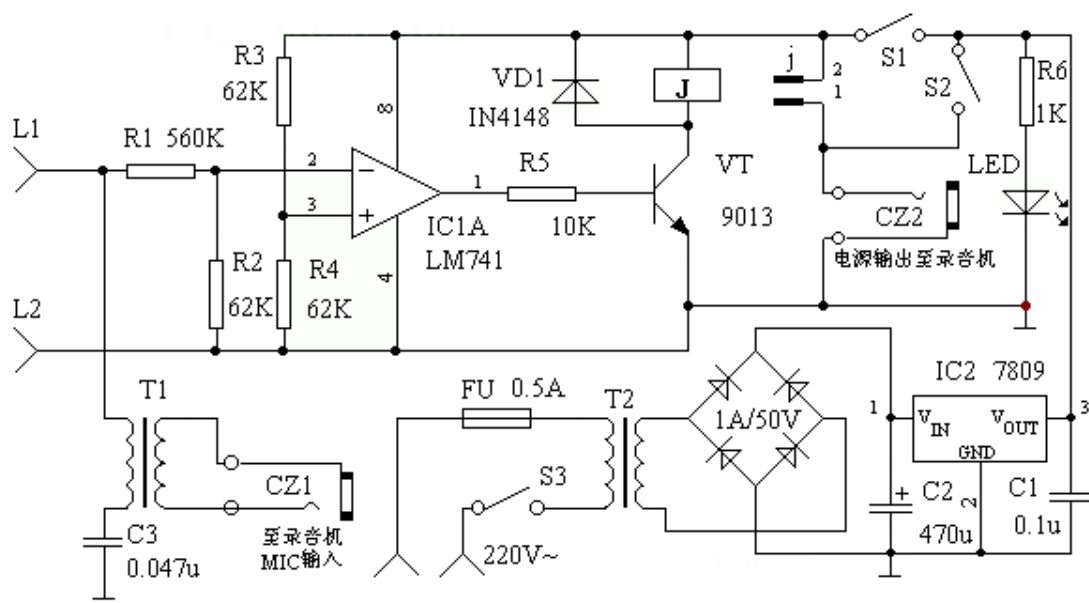 R3
62K
8
VD1
IN4148
J
j
2
1
S1
S2
R6
1K
L1
R1 560K
2
3
−
+
1
IC1A
LM741
4
R5
10K
VT
9013
LED
CZ2
电源输出至录音机
R2
62K
R4
62K
L2
T1
FU 0.5A
T2
1A/50V
IC2 7809
1
VIN
VOUT
GND
3
2
CZ1
至录音机
MIC输入
C3
0.047u
S3
220V~
+
C2
470u
C1
0.1u